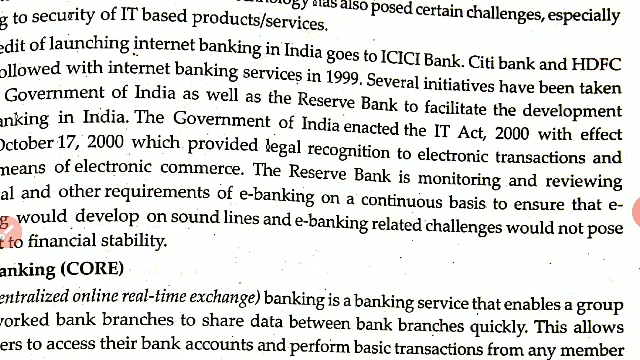 has also posed certain challenges, especially
g to security of IT based products/services.
edit of launching internet banking in India goes to ICICI Bank. Citi bank and HDFC
ollowed with internet banking services in 1999. Several initiatives have been taken
Government of India as well as the Reserve Bank to facilitate the development
anking in India. The Government of India enacted the IT Act, 2000 with effect
October 17, 2000 which provided legal recognition to electronic transactions and
means of electronic commerce. The Reserve Bank is monitoring and reviewing
al and other requirements of e-banking on a continuous basis to ensure that e-
g would develop on sound lines and e-banking related challenges would not pose
t to financial stability.
anking (CORE)
entralized online real-time exchange) banking is a banking service that enables a group
worked bank branches to share data between bank branches quickly. This allows
ers to access their bank accounts and perform basic transactions from any member